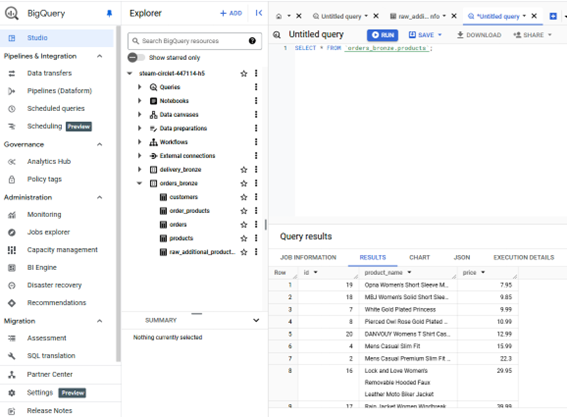 BigQuery
Studio
Pipelines & Integration
Data transfers
Pipelines (Dataform)
Scheduled queries
Scheduling Preview
Governance
Analytics Hub
Policy tags
Administration
Monitoring
Jobs explorer
Capacity management
BI Engine
Disaster recovery
Recommendations
Migration
Assessment
SQL translation
Partner Center
Settings Preview
Release Notes
Explorer
+ ADD
Search BigQuery resources
Show starred only
steam-circlet-447114-h5
Queries
Notebooks
Data canvases
Data preparations
Workflows
External connections
delivery_bronze
orders_bronze
customers
order_products
orders
products
raw_additional_product...
SUMMARY
Nothing currently selected
Untitled query
raw_addi... nfo
*Untitled query
Untitled query
RUN
SAVE
DOWNLOAD
SHARE
1 SELECT * FROM `orders_bronze.products`;
Query results
JOB INFORMATION RESULTS CHART JSON EXECUTION DETAILS
Row id product_name price
1 19 Opna Women's Short Sleeve M... 7.95
2 18 MBJ Women's Solid Short Slee... 9.85
3 7 White Gold Plated Princess 9.99
4 8 Pierced Owl Rose Gold Plated ... 10.99
5 20 DANVOUY Womens T Shirt Cas... 12.99
6 4 Mens Casual Slim Fit 15.99
7 2 Mens Casual Premium Slim Fit ... 22.3
8 16 Lock and Love Women's 29.95
Removable Hooded Faux
Leather Moto Biker Jacket
9 17 Rain Jacket Women Windbreak... 39.99